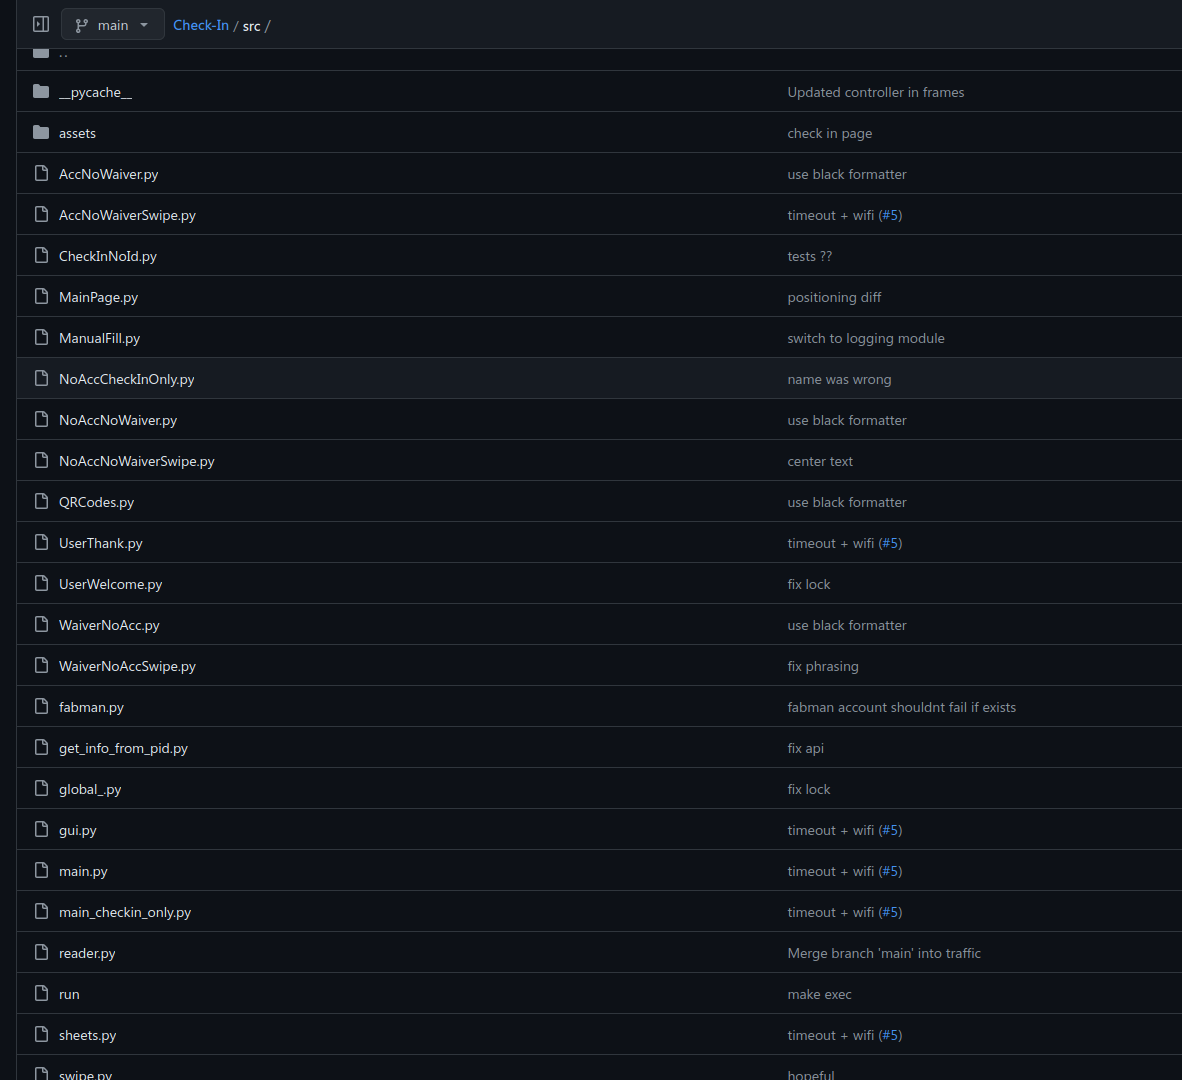 main Check-In / src /
..
__pycache__ Updated controller in frames
assets check in page
AccNoWaiver.py use black formatter
AccNoWaiverSwipe.py timeout + wifi (#5)
CheckInNoId.py tests ??
MainPage.py positioning diff
ManualFill.py switch to logging module
NoAccCheckInOnly.py name was wrong
NoAccNoWaiver.py use black formatter
NoAccNoWaiverSwipe.py center text
QRCodes.py use black formatter
UserThank.py timeout + wifi (#5)
UserWelcome.py fix lock
WaiverNoAcc.py use black formatter
WaiverNoAccSwipe.py fix phrasing
fabman.py fabman account shouldnt fail if exists
get_info_from_pid.py fix api
global_.py fix lock
gui.py timeout + wifi (#5)
main.py timeout + wifi (#5)
main_checkin_only.py timeout + wifi (#5)
reader.py Merge branch 'main' into traffic
run make exec
sheets.py timeout + wifi (#5)
swipe.py hopeful